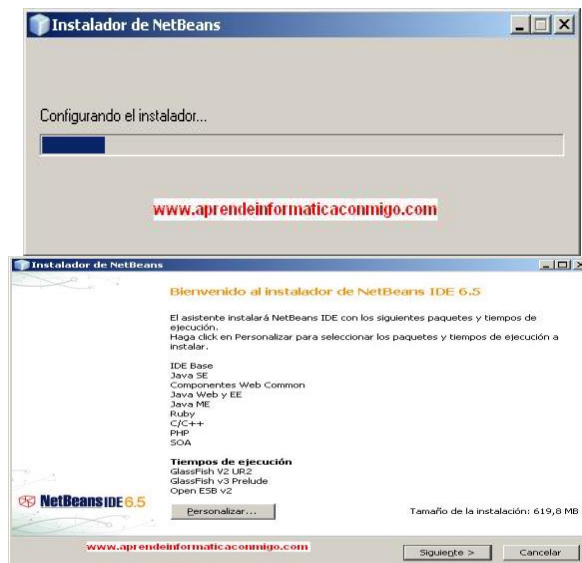 Instalador de NetBeans
Configurando el instalador...
www.aprendeinformaticaconmigo.com
Instalador de NetBeans
Bienvenido al instalador de NetBeans IDE 6.5
El asistente instalará NetBeans IDE con los siguientes paquetes y tiempos de
ejecución.
Haga click en Personalizar para seleccionar los paquetes y tiempos de ejecución a
instalar.
IDE Base
Java SE
Componentes Web Common
Java Web y EE
Java ME
Ruby
C/C++
PHP
SOA
Tiempos de ejecución
GlassFish V2 UR2
GlassFish v3 Prelude
Open ESB v2
NetBeans IDE 6.5
Personalizar...
Tamaño de la instalación: 619,8 MB
www.aprendeinformaticaconmigo.com
Siguiente >
Cancelar